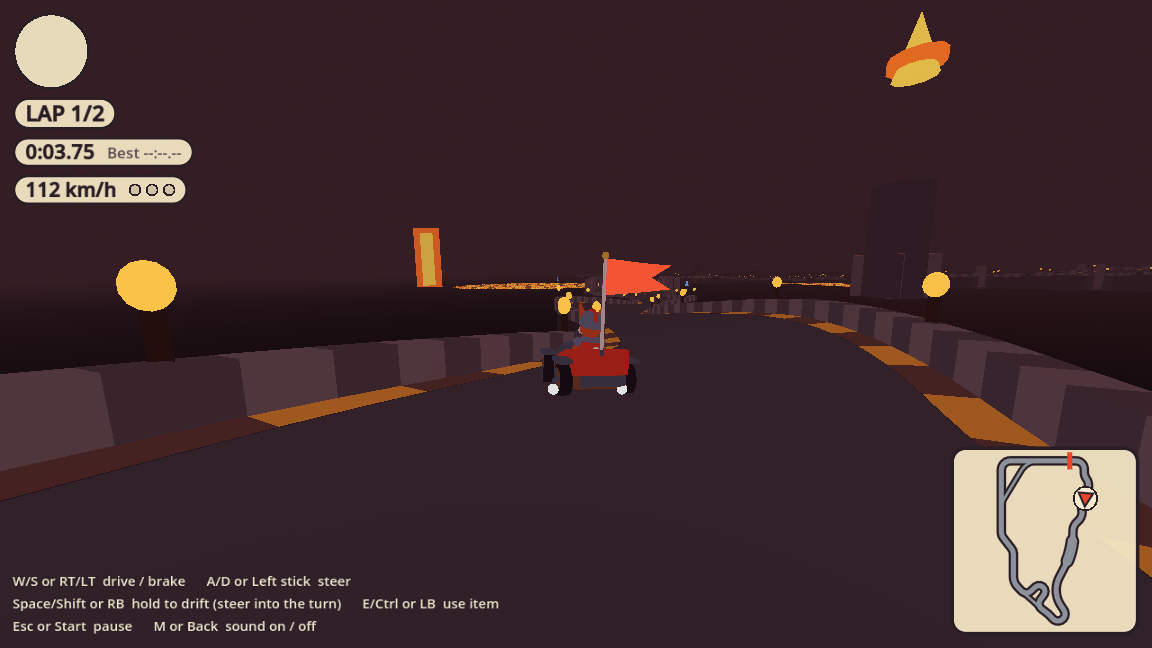 LAP 1/2
0:03.75 Best --:--.--
112 km/h
W/S or RT/LT drive / brake A/D or Left stick steer
Space/Shift or RB hold to drift (steer into the turn) E/Ctrl or LB use item
Esc or Start pause M or Back sound on / off